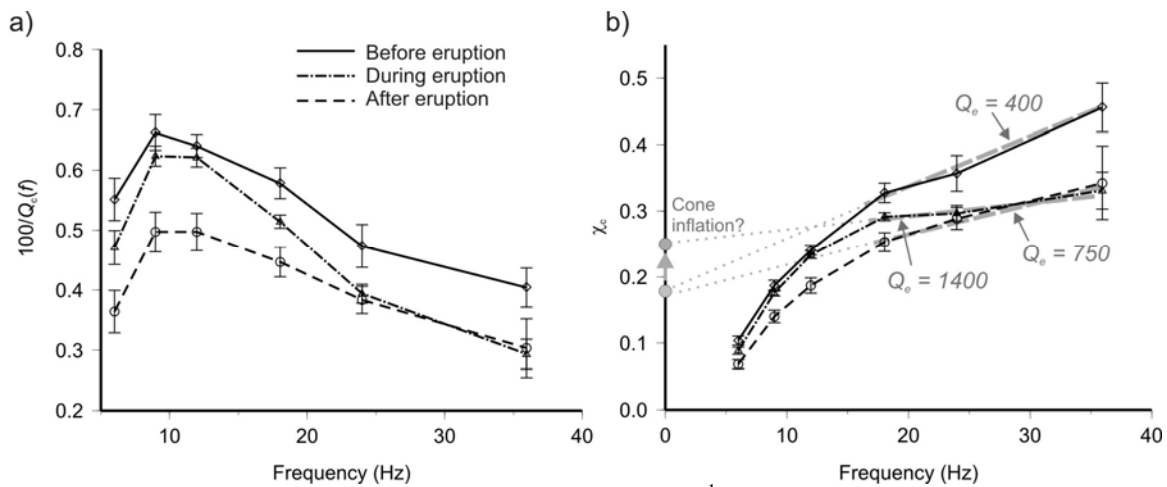 a)
100/Qc(f)
0.8
0.7
0.6
0.5
0.4
0.3
0.2
10
20
30
40
Frequency (Hz)
Before eruption
During eruption
After eruption
b)
χc
0.5
0.4
0.3
0.2
0.1
0.0
0
10
20
30
40
Frequency (Hz)
Qe = 400
Cone
inflation?
Qe = 750
Qe = 1400
1